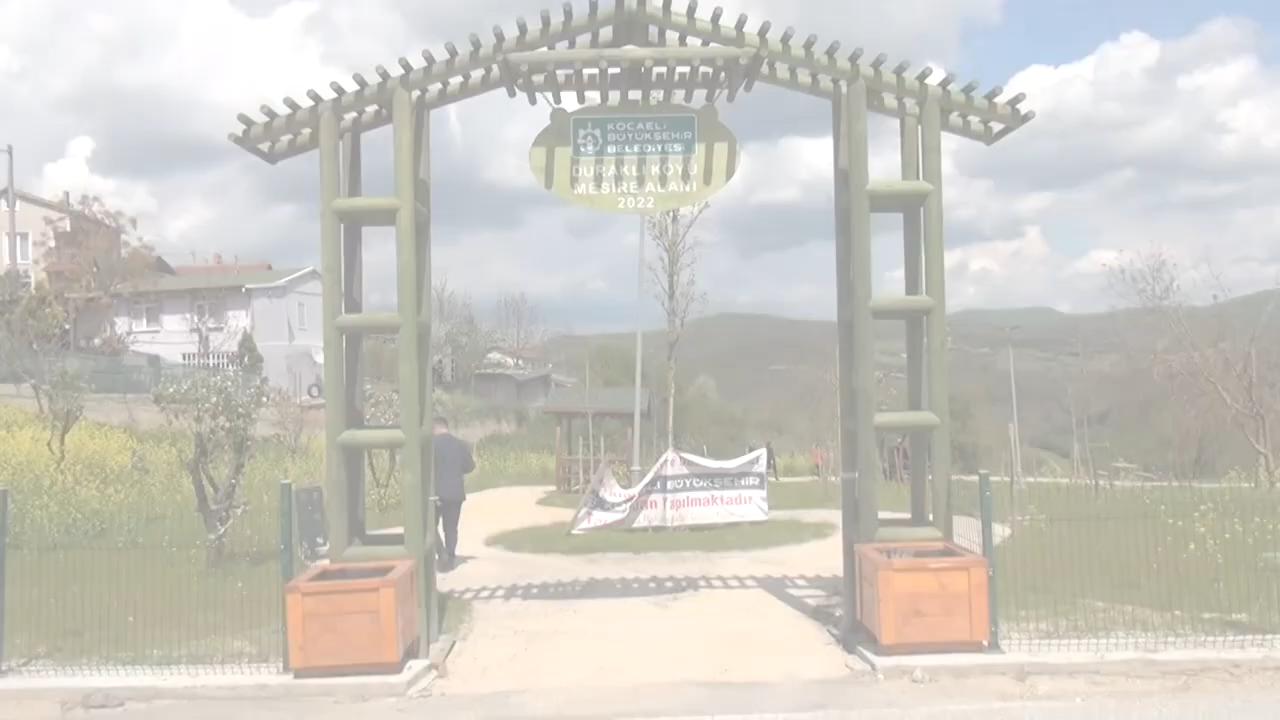 KOCAELİ
BÜYÜKŞEHİR
BELEDİYESİ
DURAKLI KÖYÜ
MESİRE ALANI
2022
BÜYÜKŞEHİR
Yapılmaktadır